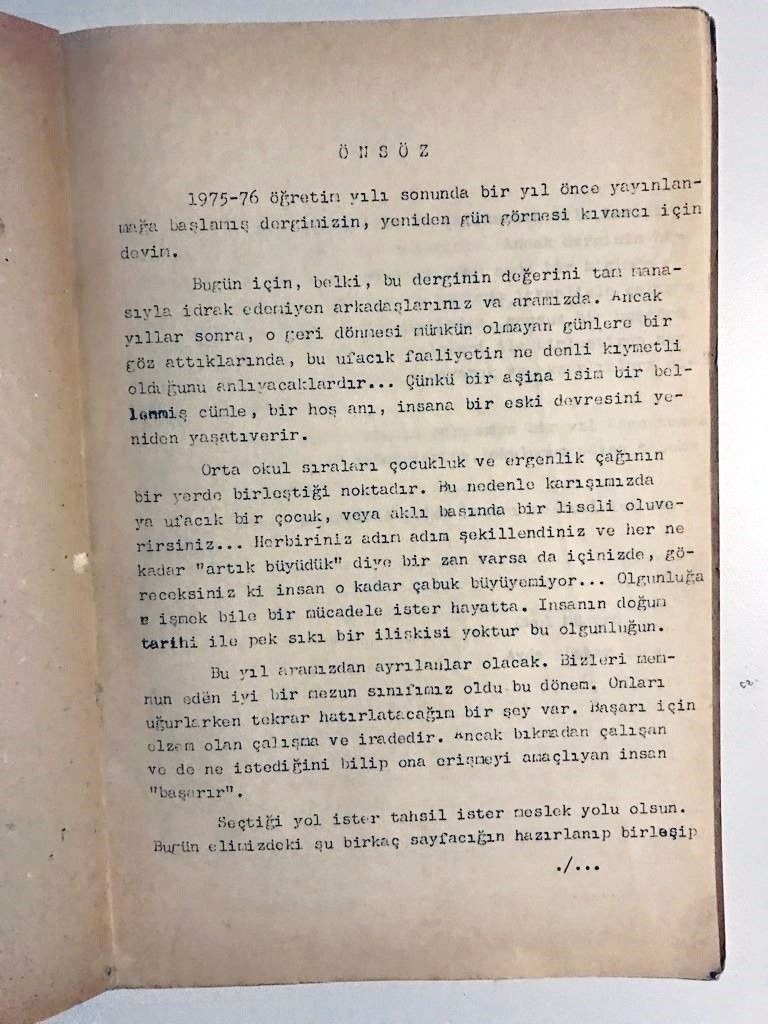 Ö N S Ö Z
1975-76 öğretim yılı sonunda bir yıl önce yayınlan-
mağa başlamış dergimizin, yeniden gün görmesi kıvancı için
deyim.
Bugün için, belki, bu derginin değerini tam mana-
sıyla idrak edemiyen arkadaşlarınız va aramızda. Ancak
yıllar sonra, o geri dönmesi münkün olmayan günlere bir
göz attıklarında, bu ufacık faaliyetin ne denli kıymetli
olduğunu anlıyacaklardır... Çünkü bir aşina isim bir bel-
lenmiş cümle, bir hoş anı, insana bir eski devresini ye-
niden yaşatıverir.
Orta okul sıraları çocukluk ve ergenlik çağının
bir yerde birleştiği noktadır. Bu nedenle karışımızda
ya ufacık bir çocuk, veya aklı basında bir liseli oluve-
rirsiniz... Herbiriniz adım adım şekillendiniz ve her ne
kadar "artık büyüdük" diye bir zan varsa da içinizde, gö-
receksiniz ki insan o kadar çabuk büyüyemiyor... Olgunluğa
e işmek bile bir mücadele ister hayatta. Insanın doğum
tarihi ile pek sıkı bir iliskisi yoktur bu olgunluğun.
Bu yıl aramızdan ayrılanlar olacak. Bizleri mem-
nun eden iyi bir mezun sınıfımız oldu bu dönem. Onları
uğurlarken tekrar hatırlatacağım bir şey var. Başarı için
elzem olan çalışma ve iradedir. Ancak bıkmadan çalışan
ve de ne istediğini bilip ona erişmeyi amaçlıyan insan
"başarır".
Seçtiği yol ister tahsil ister meslek yolu olsun.
Bugün elimizdeki şu birkaç sayfacığın hazırlanıp birleşip
./...